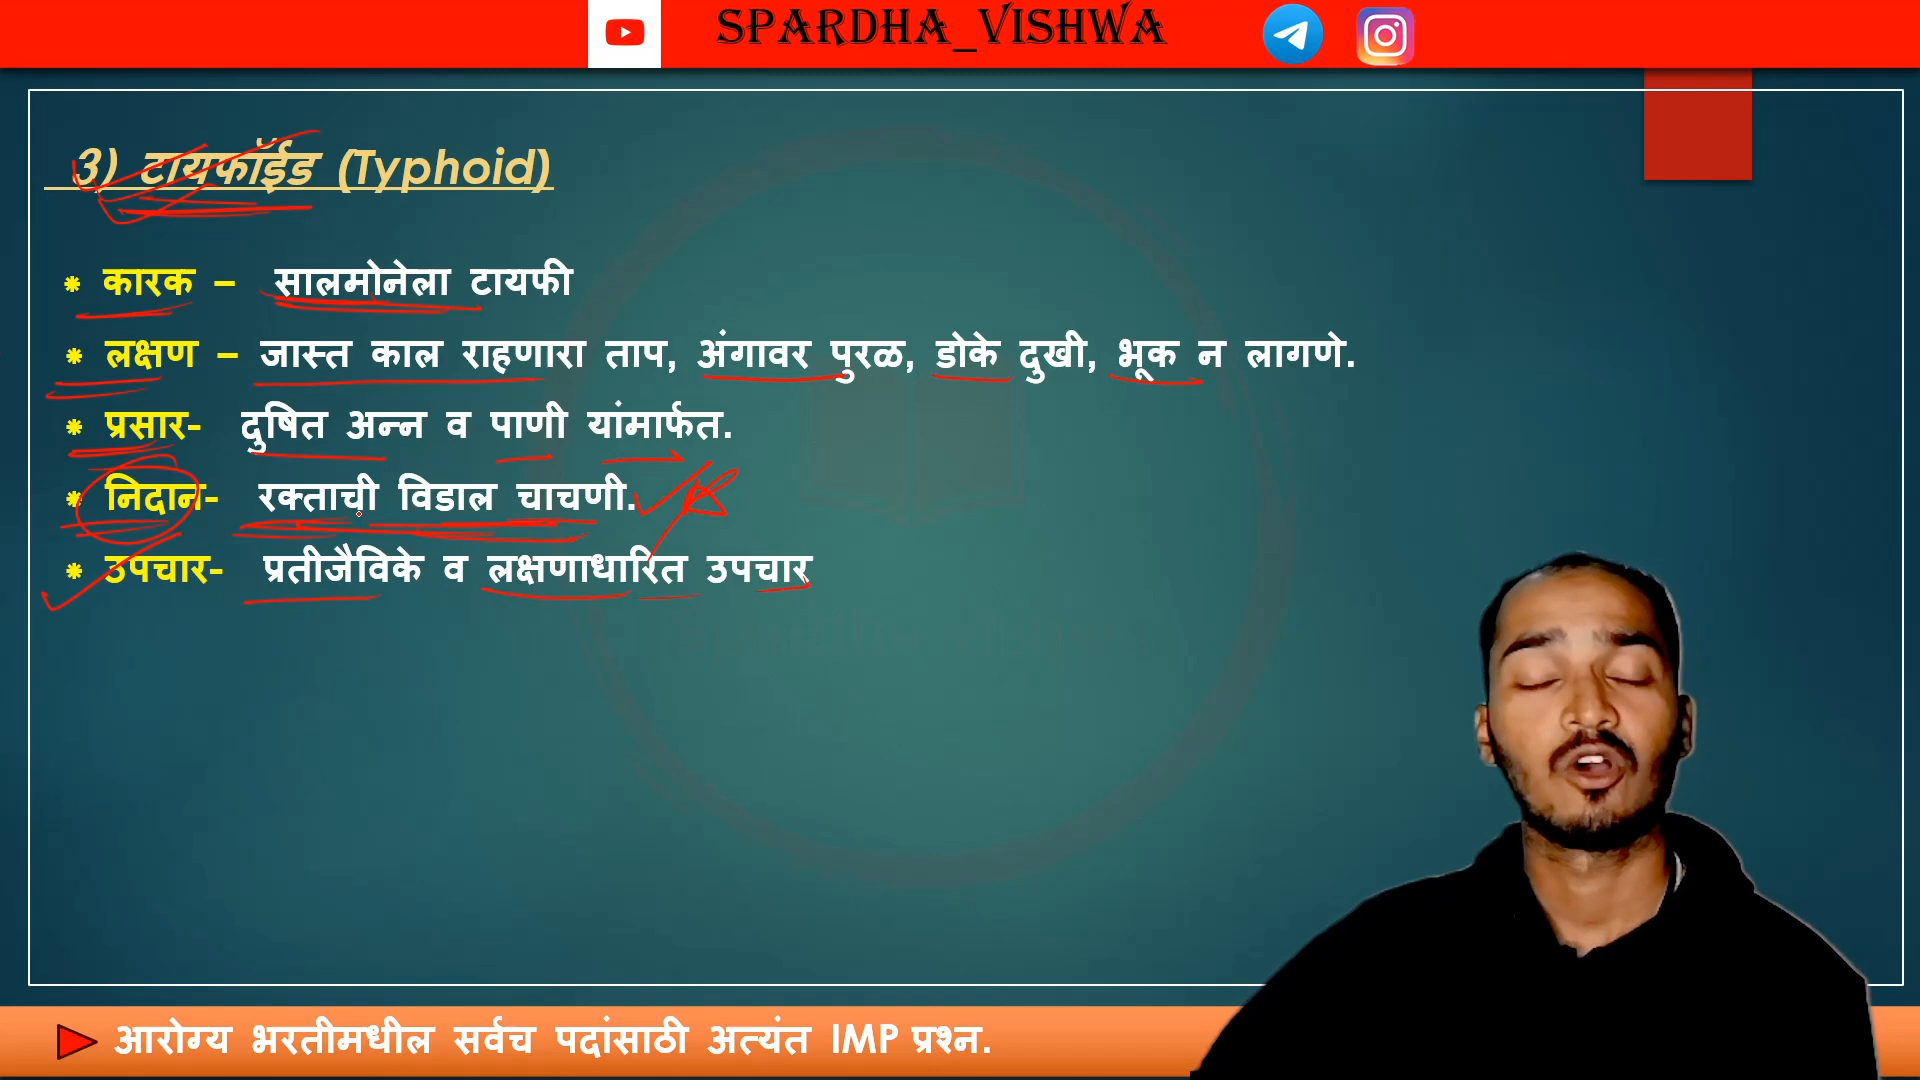 SPARDHA_VISHWA
3) टायफॉईड (Typhoid)
* कारक – सालमोनेला टायफी
* लक्षण – जास्त काल राहणारा ताप, अंगावर पुरळ, डोके दुखी, भूक न लागणे.
* प्रसार- दुषित अन्न व पाणी यांमार्फत.
* निदान- रक्ताची विडाल चाचणी.
* उपचार- प्रतीजैविके व लक्षणाधारित उपचार
आरोग्य भरतीमधील सर्वच पदांसाठी अत्यंत IMP प्रश्न.